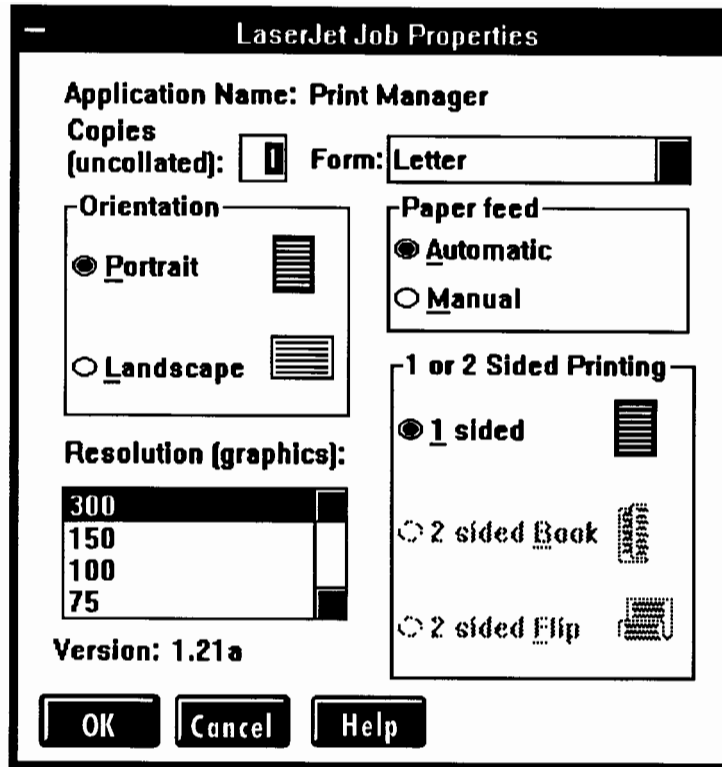 LaserJet Job Properties
Application Name: Print Manager
Copies
(uncollated): 1 Form: Letter
Orientation
Portrait
Landscape
Paper feed
Automatic
Manual
1 or 2 Sided Printing
1 sided
2 sided Book
2 sided Flip
Resolution (graphics):
300
150
100
75
Version: 1.21a
OK Cancel Help